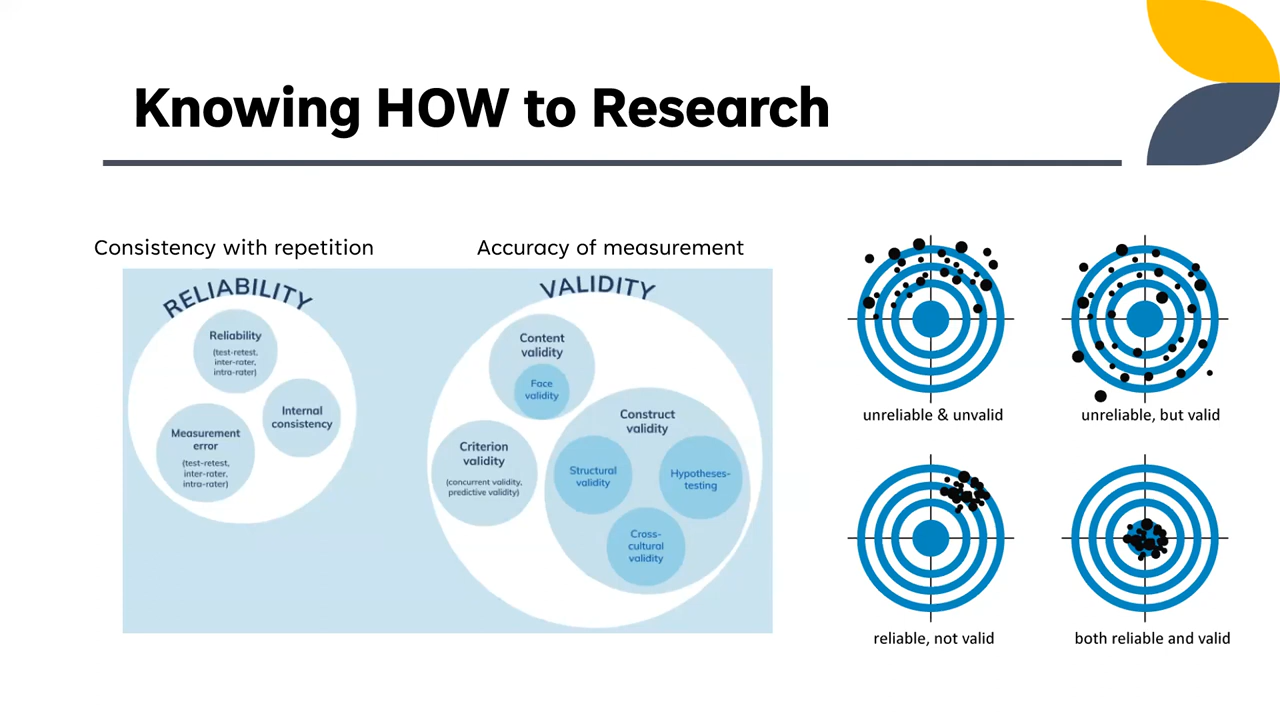 Knowing HOW to Research
Consistency with repetition
RELIABILITY
Reliability
(test-retest,
inter-rater,
intra-rater)
Internal
consistency
Measurement
error
(test-retest,
inter-rater,
intra-rater)
Accuracy of measurement
VALIDITY
Content
validity
Face
validity
Criterion
validity
(concurrent validity,
predictive validity)
Construct
validity
Structural
validity
Hypotheses-
testing
Cross-
cultural
validity
unreliable & unvalid
unreliable, but valid
reliable, not valid
both reliable and valid